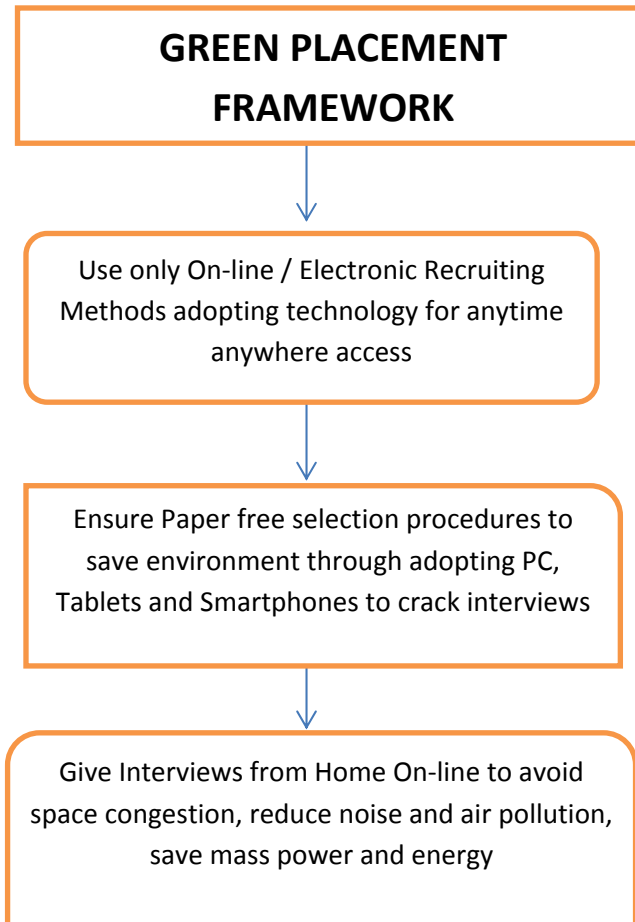 GREEN PLACEMENT
FRAMEWORK
Use only On-line / Electronic Recruiting
Methods adopting technology for anytime
anywhere access
Ensure Paper free selection procedures to
save environment through adopting PC,
Tablets and Smartphones to crack interviews
Give Interviews from Home On-line to avoid
space congestion, reduce noise and air pollution,
save mass power and energy